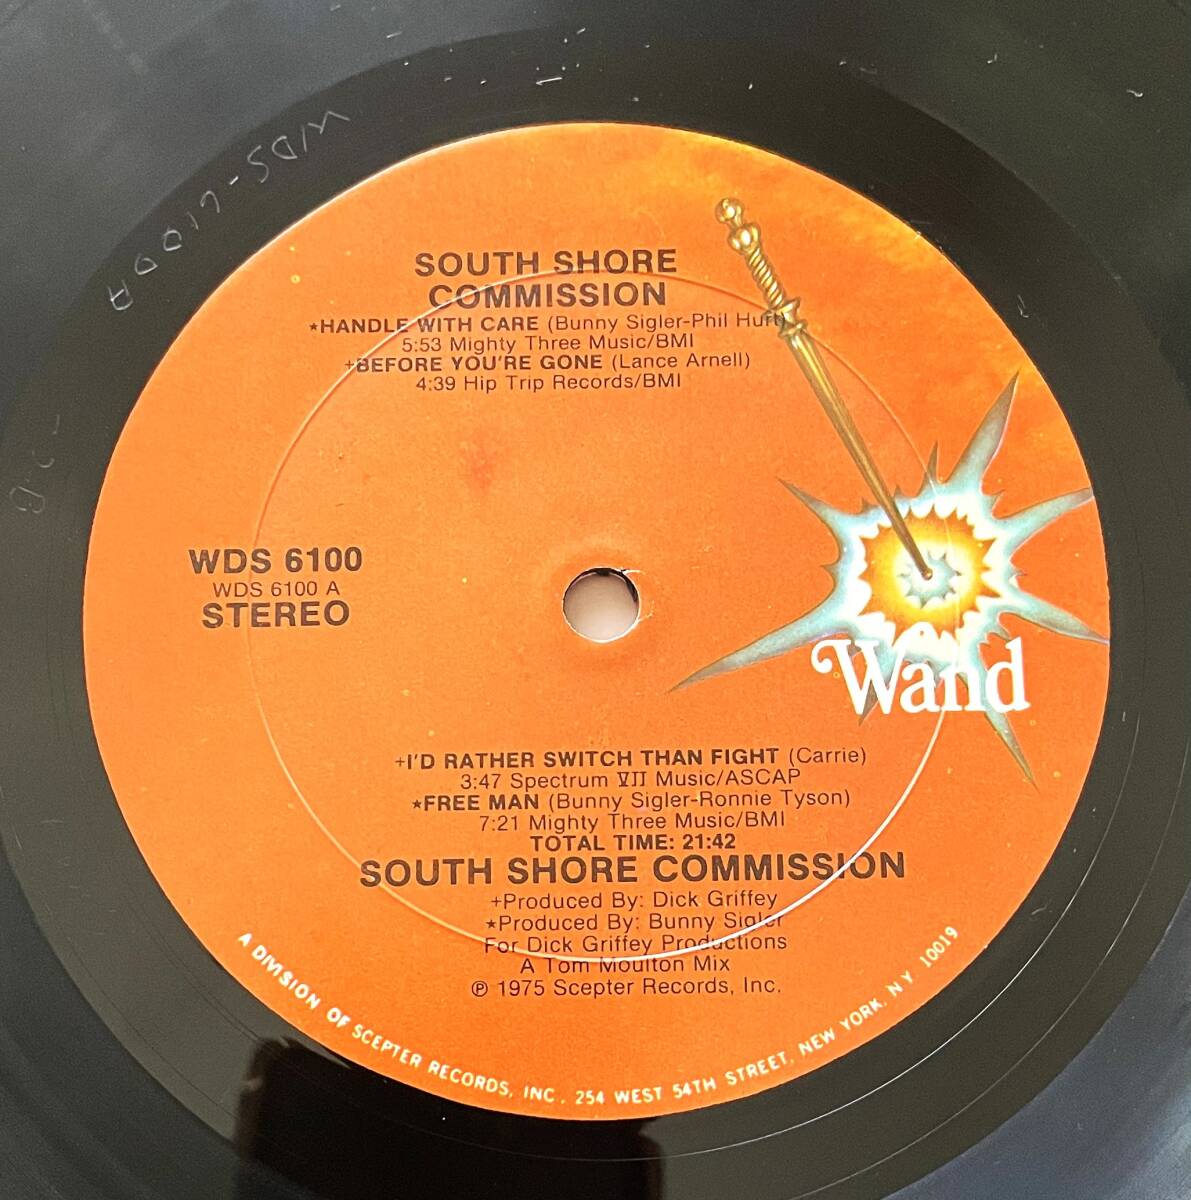 WDS-6100A
SOUTH SHORE
COMMISSION
★HANDLE WITH CARE (Bunny Sigler-Phil Hurt)
5:53 Mighty Three Music/BMI
+BEFORE YOU'RE GONE (Lance Arnell)
4:39 Hip Trip Records/BMI
WDS 6100
WDS 6100 A
STEREO
Wand
+I'D RATHER SWITCH THAN FIGHT (Carrie)
3:47 Spectrum VII Music/ASCAP
★FREE MAN (Bunny Sigler-Ronnie Tyson)
7:21 Mighty Three Music/BMI
TOTAL TIME: 21:42
SOUTH SHORE COMMISSION
+Produced By: Dick Griffey
★Produced By: Bunny Sigler
For Dick Griffey Productions
A Tom Moulton Mix
℗ 1975 Scepter Records, Inc.
A DIVISION OF SCEPTER RECORDS, INC. 254 WEST 54TH STREET, NEW YORK, N Y 10019